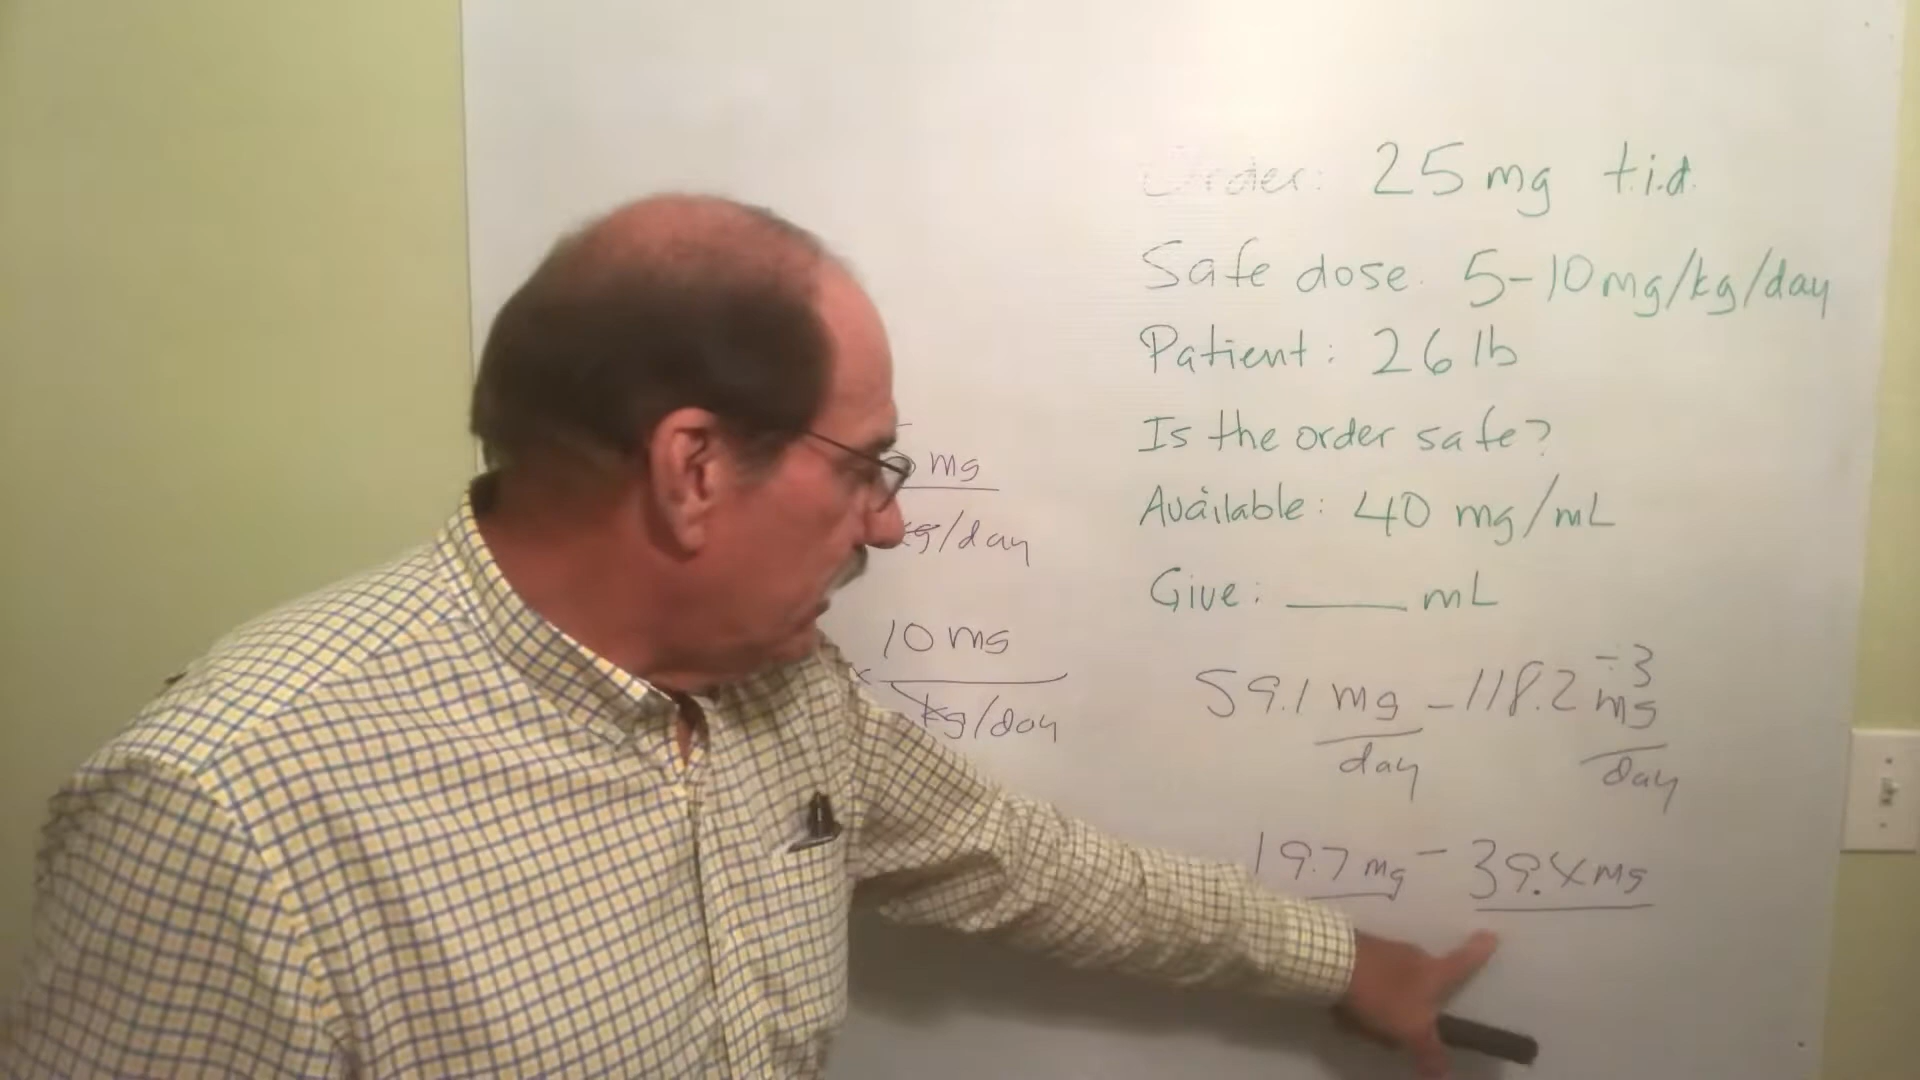 Order: 25 mg t.i.d.
Safe dose. 5-10 mg/kg/day
Patient: 26 lb
Is the order safe?
Available: 40 mg/mL
Give: ____ mL
mg
kg/day
10 mg
kg/day
÷3
59.1 mg - 118.2 mg
day day
19.7 mg - 39.4 mg